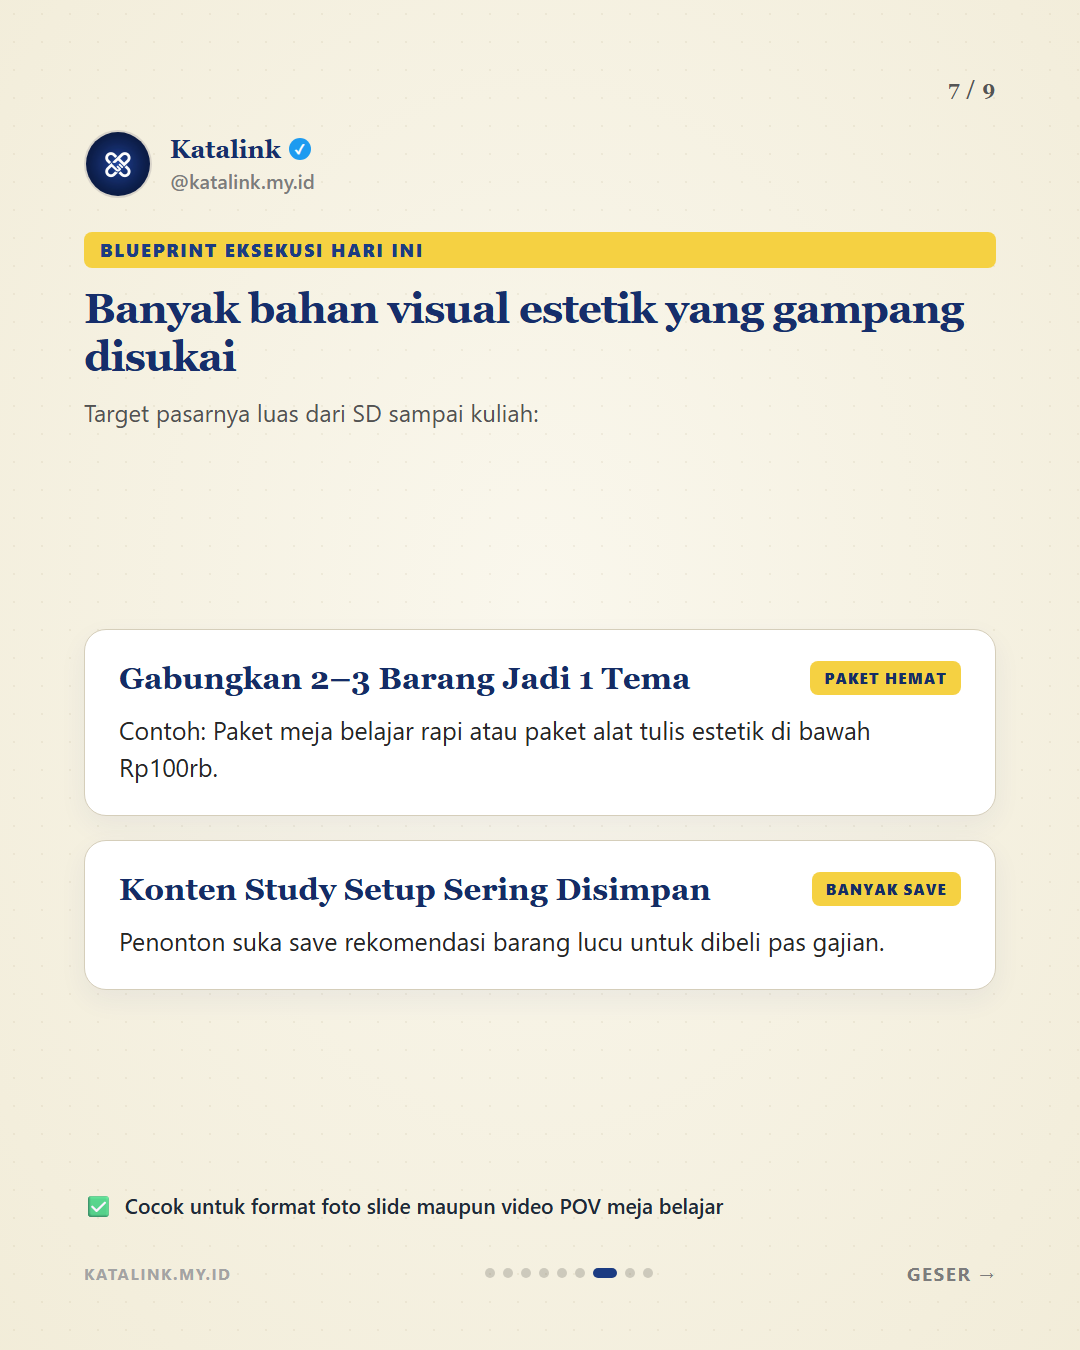 7 / 9
Katalink
@katalink.my.id
BLUEPRINT EKSEKUSI HARI INI
Banyak bahan visual estetik yang gampang
disukai
Target pasarnya luas dari SD sampai kuliah:
Gabungkan 2–3 Barang Jadi 1 Tema
PAKET HEMAT
Contoh: Paket meja belajar rapi atau paket alat tulis estetik di bawah
Rp100rb.
Konten Study Setup Sering Disimpan
BANYAK SAVE
Penonton suka save rekomendasi barang lucu untuk dibeli pas gajian.
✅ Cocok untuk format foto slide maupun video POV meja belajar
KATALINK.MY.ID
GESER →